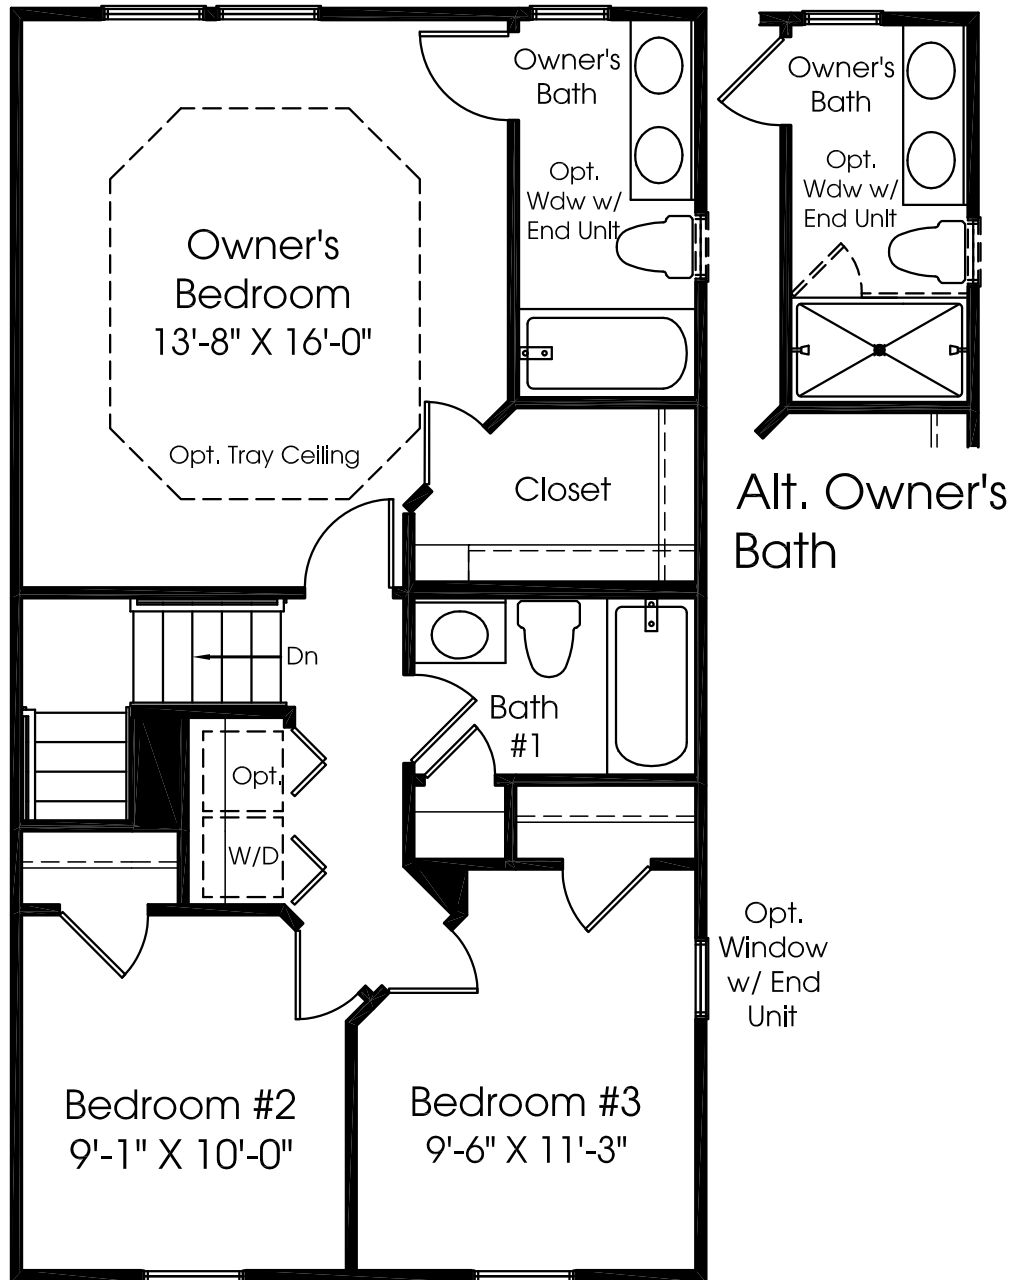 Owner's
Bath
Opt.
Wdw w/
End Unit
Owner's
Bedroom
13'-8" X 16'-0"
Opt. Tray Ceiling
Closet
Owner's
Bath
Opt.
Wdw w/
End Unit
Alt. Owner's
Bath
Dn
Bath
#1
Opt.
W/D
Opt.
Window
w/ End
Unit
Bedroom #2
9'-1" X 10'-0"
Bedroom #3
9'-6" X 11'-3"